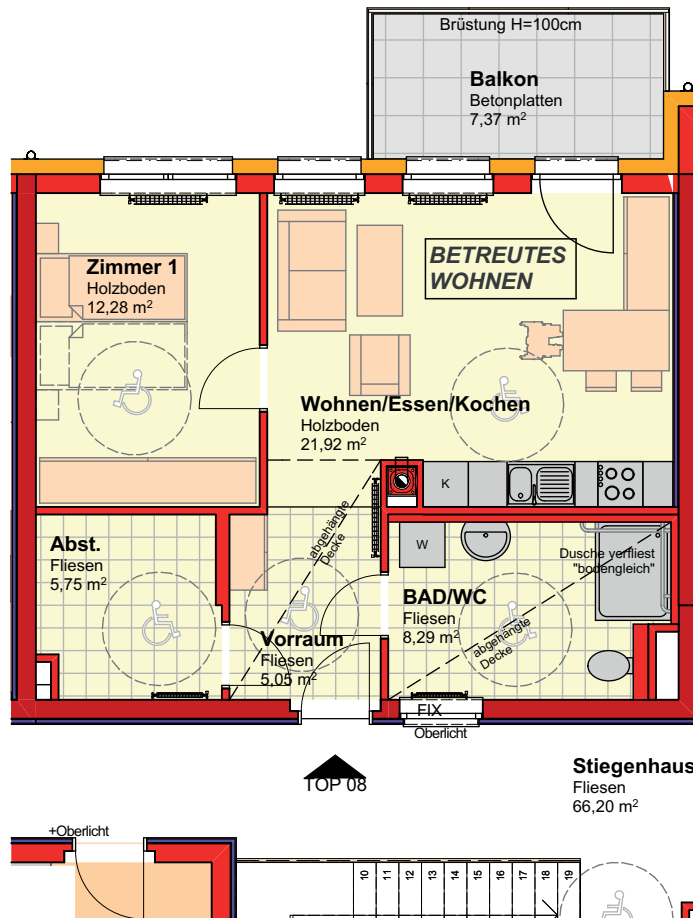 Brüstung H=100cm
Balkon
Betonplatten
7,37 m²
BETREUTES
WOHNEN
Zimmer 1
Holzboden
12,28 m²
Wohnen/Essen/Kochen
Holzboden
21,92 m²
K
abgehängte
Decke
Abst.
Fliesen
5,75 m²
W
Dusche verfliest
"bodengleich"
BAD/WC
Fliesen
8,29 m²
abgehängte
Decke
Vorraum
Fliesen
5,05 m²
FIX
Oberlicht
TOP 08
Stiegenhaus
Fliesen
66,20 m²
+Oberlicht
10 11 12 13 14 15 16 17 18 19